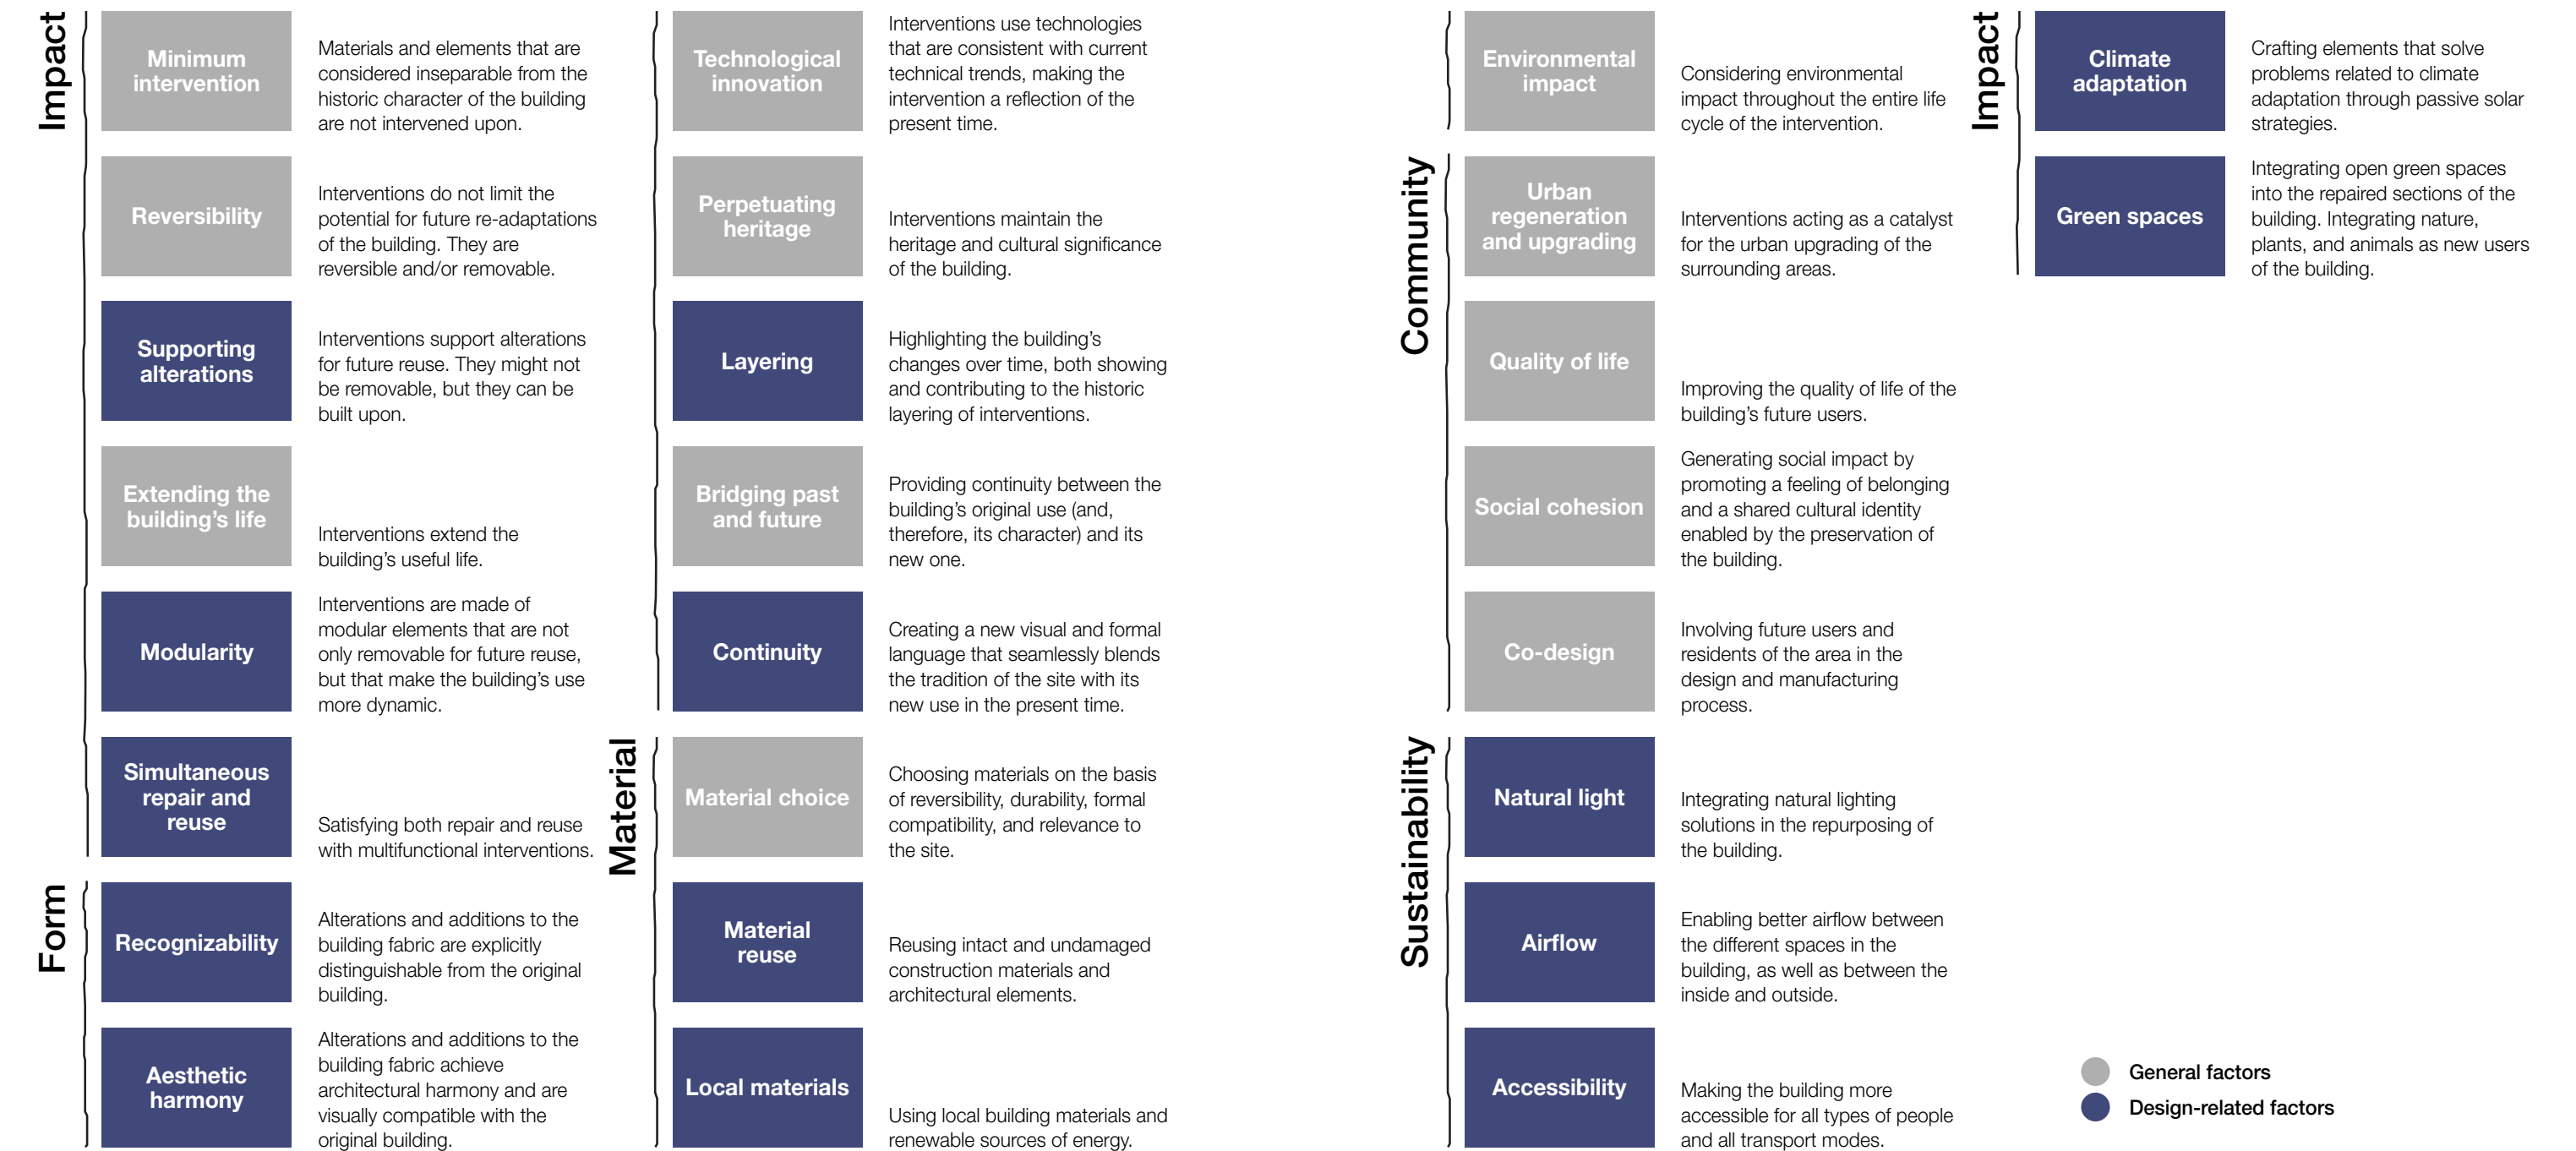 Impact
Minimum
intervention
Materials and elements that are
considered inseparable from the
historic character of the building
are not intervened upon.
Reversibility
Interventions do not limit the
potential for future re-adaptations
of the building. They are
reversible and/or removable.
Supporting
alterations
Interventions support alterations
for future reuse. They might not
be removable, but they can be
built upon.
Extending the
building’s life
Interventions extend the
building’s useful life.
Modularity
Interventions are made of
modular elements that are not
only removable for future reuse,
but that make the building’s use
more dynamic.
Simultaneous
repair and
reuse
Satisfying both repair and reuse
with multifunctional interventions.
Form
Recognizability
Alterations and additions to the
building fabric are explicitly
distinguishable from the original
building.
Aesthetic
harmony
Alterations and additions to the
building fabric achieve
architectural harmony and are
visually compatible with the
original building.
Technological
innovation
Interventions use technologies
that are consistent with current
technical trends, making the
intervention a reflection of the
present time.
Perpetuating
heritage
Interventions maintain the
heritage and cultural significance
of the building.
Layering
Highlighting the building’s
changes over time, both showing
and contributing to the historic
layering of interventions.
Bridging past
and future
Providing continuity between the
building’s original use (and,
therefore, its character) and its
new one.
Continuity
Creating a new visual and formal
language that seamlessly blends
the tradition of the site with its
new use in the present time.
Material
Material choice
Choosing materials on the basis
of reversibility, durability, formal
compatibility, and relevance to
the site.
Material
reuse
Reusing intact and undamaged
construction materials and
architectural elements.
Local materials
Using local building materials and
renewable sources of energy.
Environmental
impact
Considering environmental
impact throughout the entire life
cycle of the intervention.
Community
Urban
regeneration
and upgrading
Interventions acting as a catalyst
for the urban upgrading of the
surrounding areas.
Quality of life
Improving the quality of life of the
building’s future users.
Social cohesion
Generating social impact by
promoting a feeling of belonging
and a shared cultural identity
enabled by the preservation of
the building.
Co-design
Involving future users and
residents of the area in the
design and manufacturing
process.
Sustainability
Natural light
Integrating natural lighting
solutions in the repurposing of
the building.
Airflow
Enabling better airflow between
the different spaces in the
building, as well as between the
inside and outside.
Accessibility
Making the building more
accessible for all types of people
and all transport modes.
Impact
Climate
adaptation
Crafting elements that solve
problems related to climate
adaptation through passive solar
strategies.
Green spaces
Integrating open green spaces
into the repaired sections of the
building. Integrating nature,
plants, and animals as new users
of the building.
General factors
Design-related factors